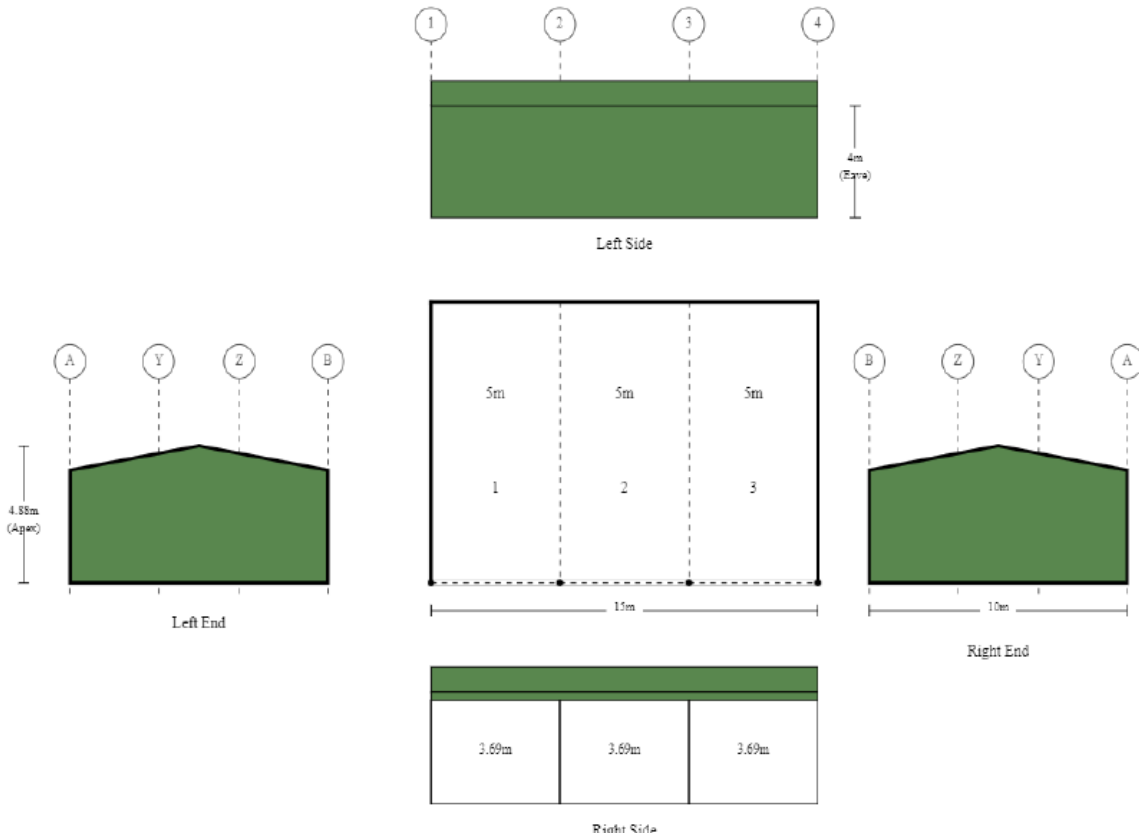 1 2 3 4
4m
(Eave)
Left Side
A Y Z B
B Z Y A
5m 5m 5m
4.88m
(Apex)
1 2 3
15m
10m
Left End
Right End
3.69m 3.69m 3.69m
Right Side